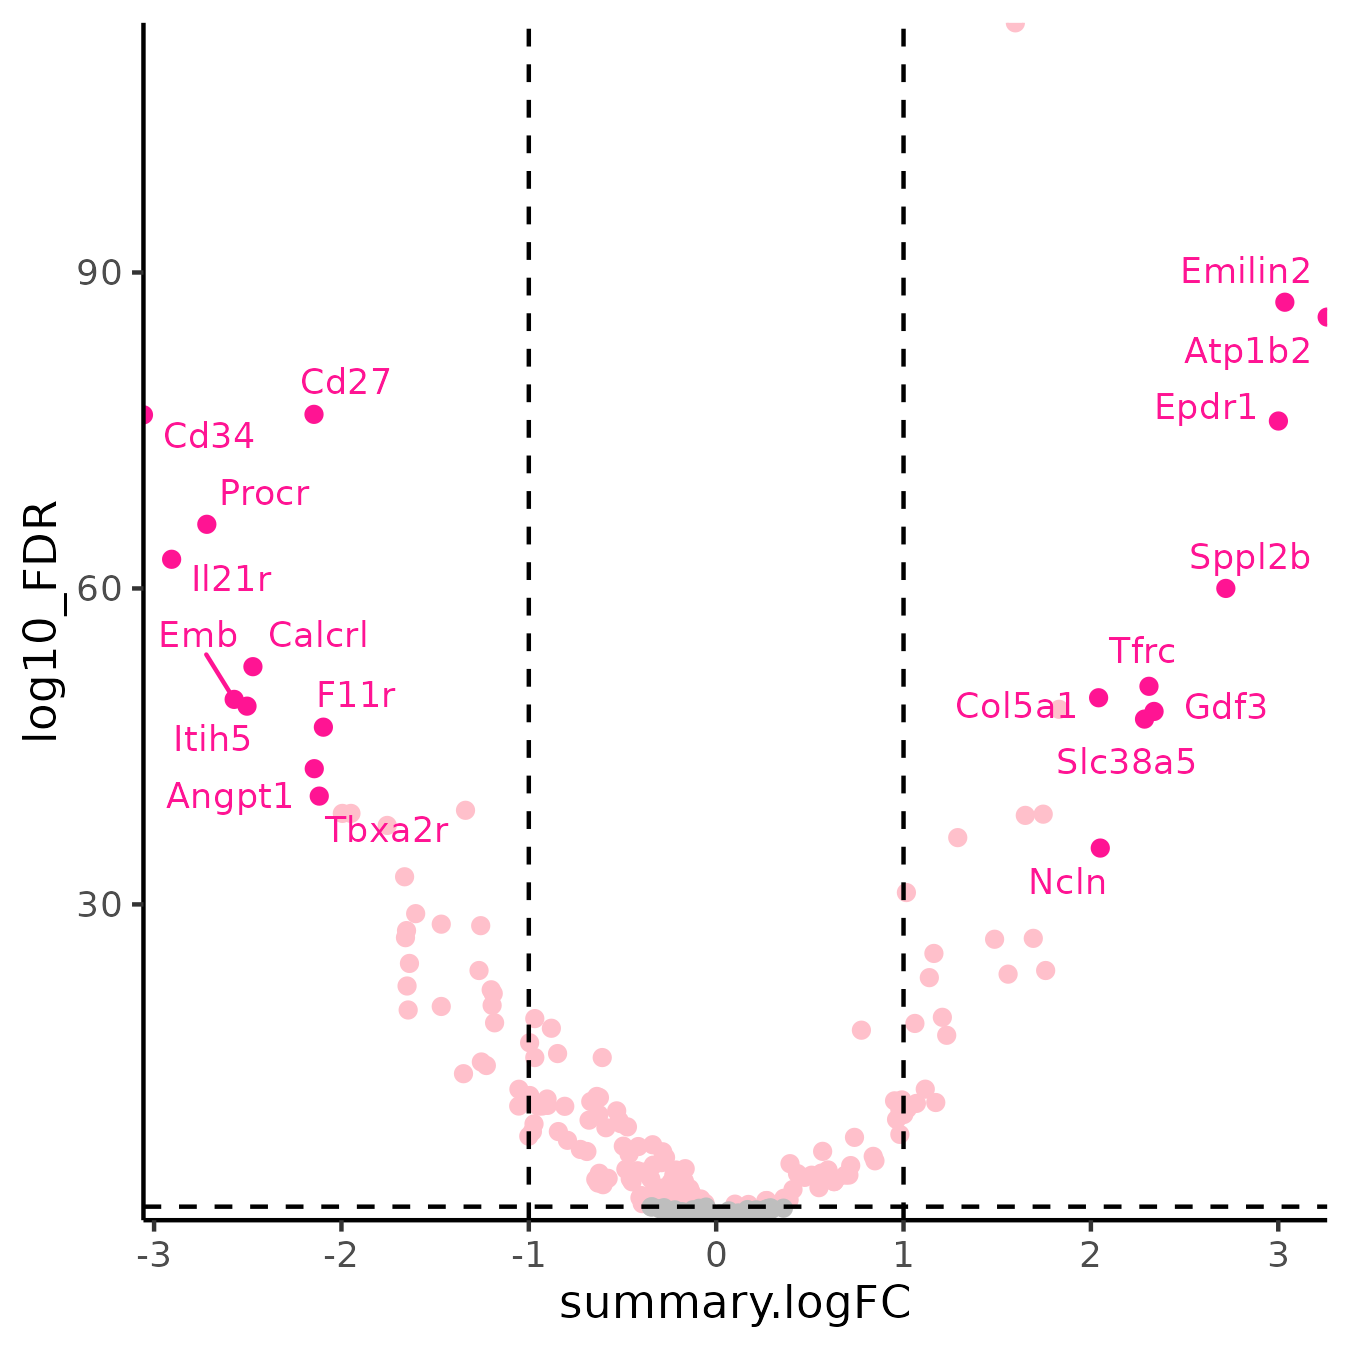 90
Emilin2
Atp1b2
Cd27
Epdr1
Cd34
Procr
Sppl2b
Il21r
60
Emb
Calcrl
Tfrc
F11r
Col5a1
Gdf3
Itih5
Slc38a5
Angpt1
Tbxa2r
Ncln
30
log10_FDR
-3
-2
-1
0
1
2
3
summary.logFC